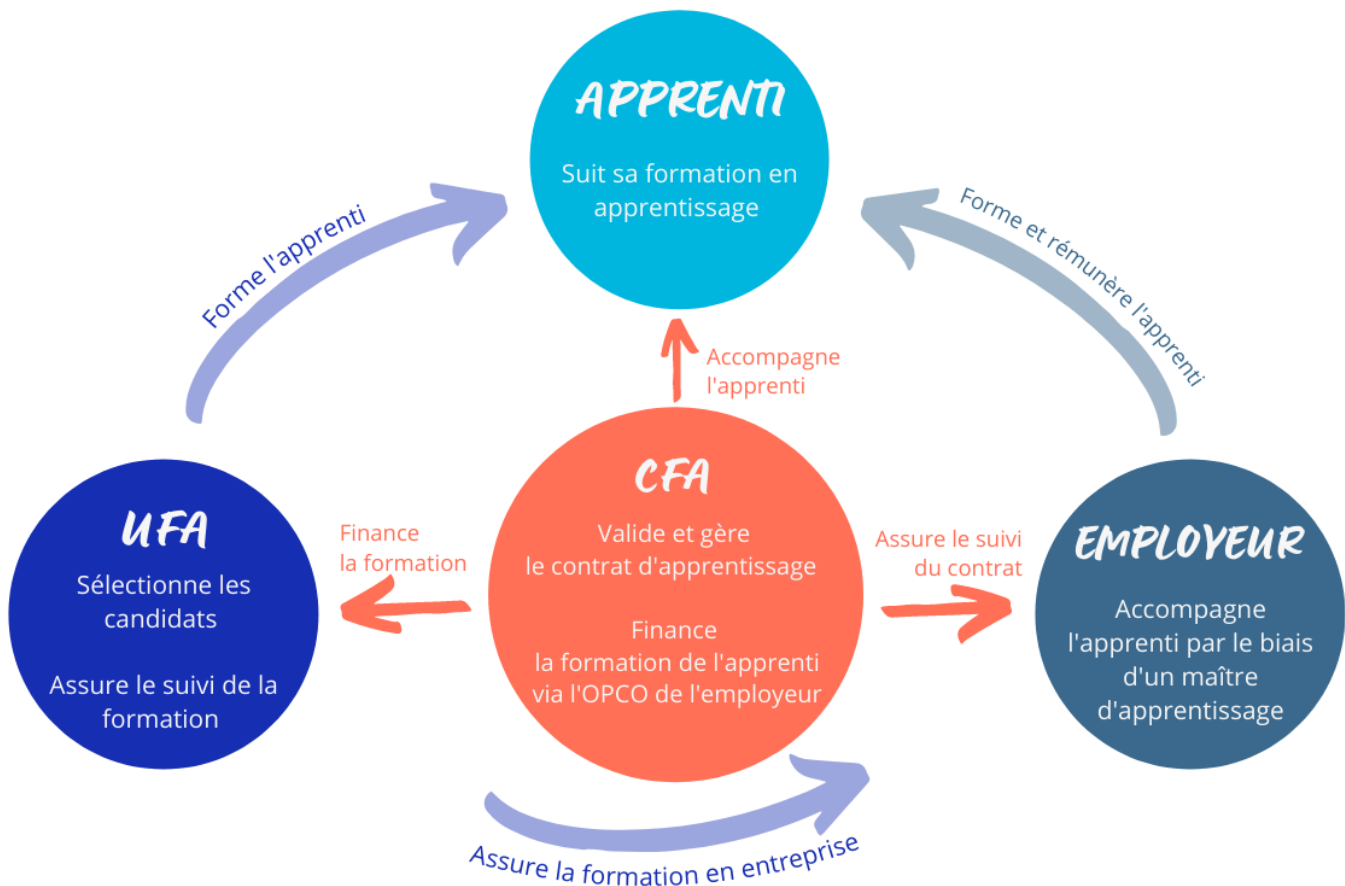 APPRENTI
Suit sa formation en
apprentissage
Forme l'apprenti
Forme et rémunère l'apprenti
Accompagne
l'apprenti
UFA
Sélectionne les
candidats
Assure le suivi de la
formation
Finance
la formation
CFA
Valide et gère
le contrat d'apprentissage
Finance
la formation de l'apprenti
via l'OPCO de l'employeur
Assure le suivi
du contrat
EMPLOYEUR
Accompagne
l'apprenti par le biais
d'un maître
d'apprentissage
Assure la formation en entreprise